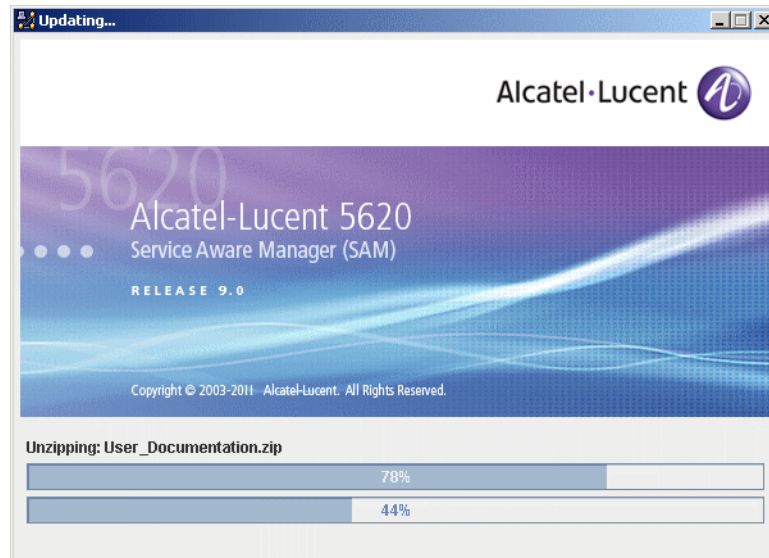 Updating...
Alcatel·Lucent
5620
Alcatel-Lucent 5620
Service Aware Manager (SAM)
RELEASE 9.0
Copyright © 2003-2011 Alcatel-Lucent. All Rights Reserved.
Unzipping: User_Documentation.zip
78%
44%